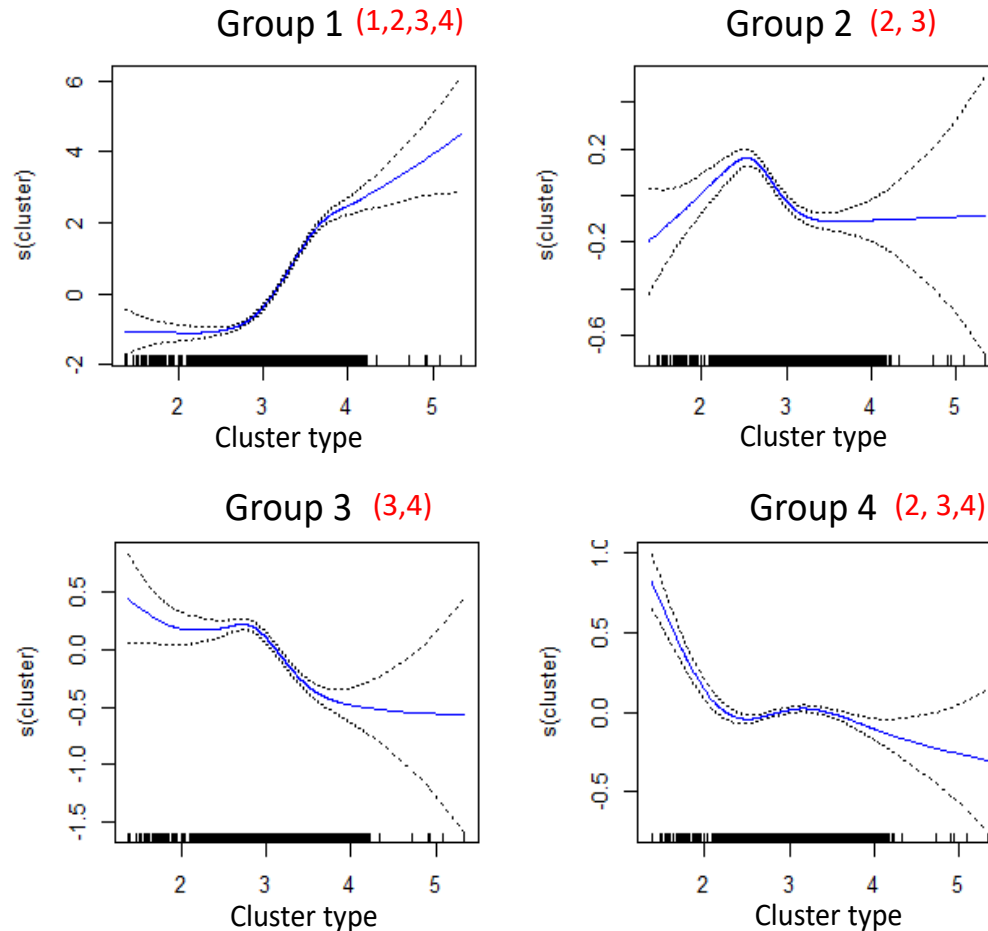 Group 1 (1,2,3,4)
6
4
2
0
-2
s(cluster)
2 3 4 5
Cluster type
Group 2 (2, 3)
0.2
-0.2
-0.6
s(cluster)
2 3 4 5
Cluster type
Group 3 (3,4)
0.5
0.0
-0.5
-1.0
-1.5
s(cluster)
2 3 4 5
Cluster type
Group 4 (2, 3,4)
1.0
0.5
0.0
-0.5
s(cluster)
2 3 4 5
Cluster type